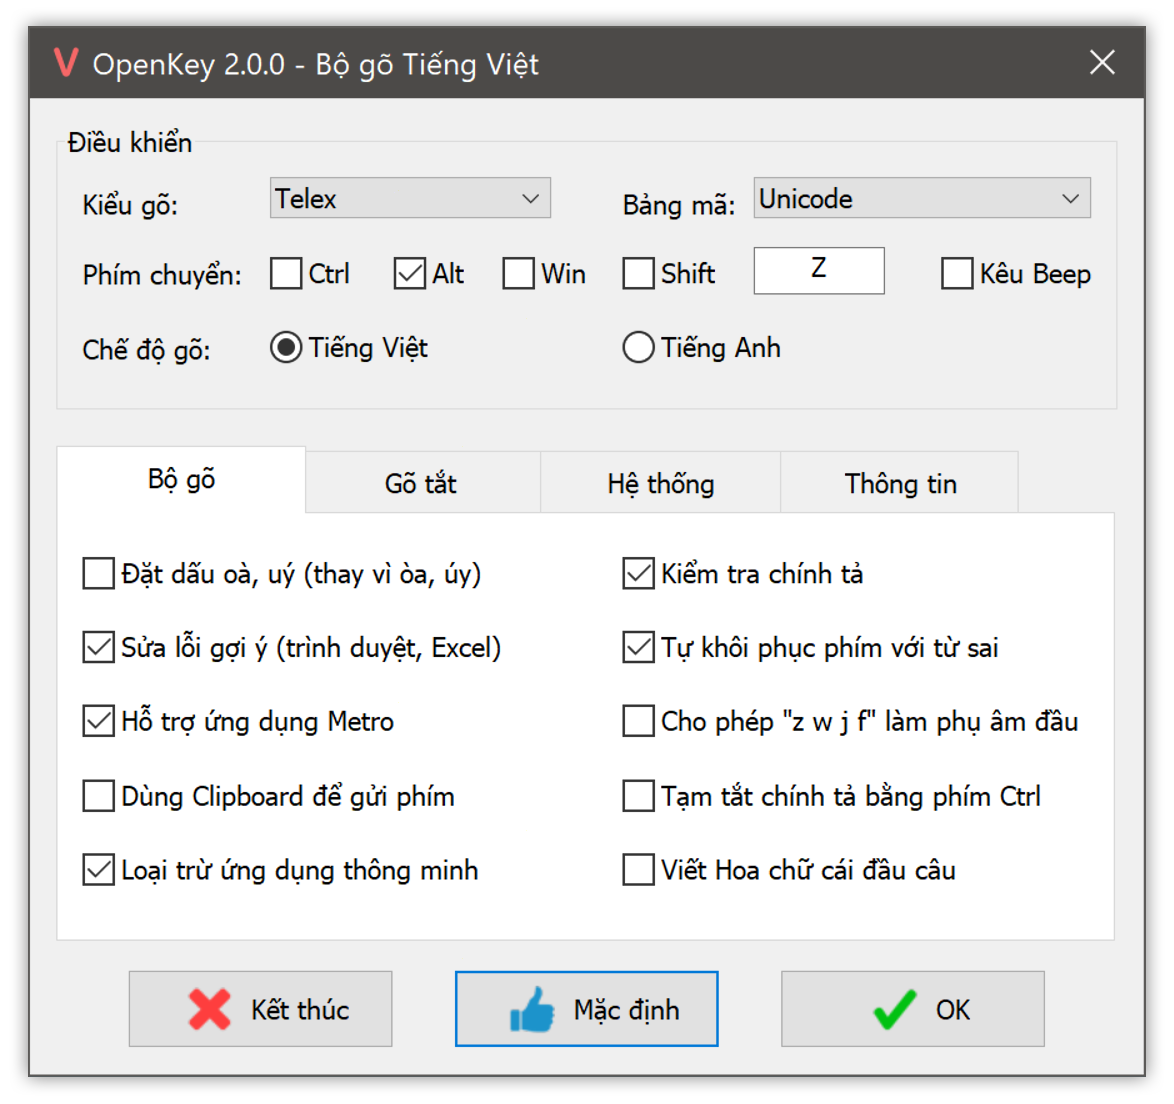 OpenKey 2.0.0 - Bộ gõ Tiếng Việt
Điều khiển
Kiểu gõ: Telex Bảng mã: Unicode
Phím chuyển: Ctrl Alt Win Shift Z Kêu Beep
Chế độ gõ: Tiếng Việt Tiếng Anh
Bộ gõ Gõ tắt Hệ thống Thông tin
Đặt dấu oà, uý (thay vì òa, úy) Kiểm tra chính tả
Sửa lỗi gợi ý (trình duyệt, Excel) Tự khôi phục phím với từ sai
Hỗ trợ ứng dụng Metro Cho phép "z w j f" làm phụ âm đầu
Dùng Clipboard để gửi phím Tạm tắt chính tả bằng phím Ctrl
Loại trừ ứng dụng thông minh Viết Hoa chữ cái đầu câu
Kết thúc Mặc định OK